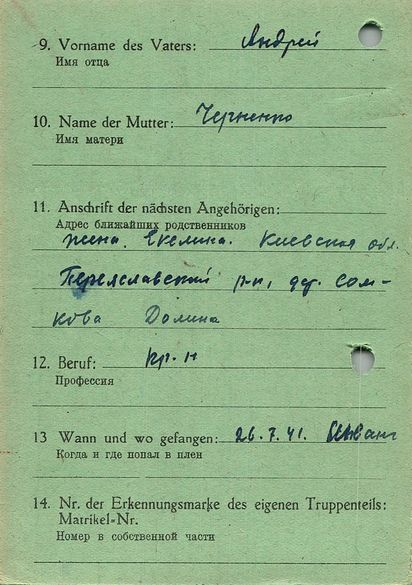 9. Vorname des Vaters: Андрей
Имя отца
10. Name der Mutter: Черненко
Имя матери
11. Anschrift der nächsten Angehörigen:
Адрес ближайших родственников
жена. Екелина. Киевская обл.
Переяславский р-н, дер. Сом-
кова Долина
12. Beruf: кр-н
Профессия
13 Wann und wo gefangen: 26.7.41.
Когда и где попал в плен
14. Nr. der Erkennungsmarke des eigenen Truppenteils:
Matrikel-Nr.
Номер в собственной части